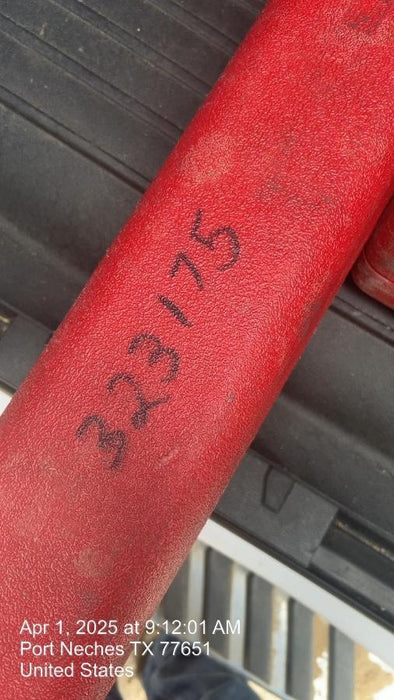 323175
Apr 1, 2025 at 9:12:01 AM
Port Neches TX 77651
United States